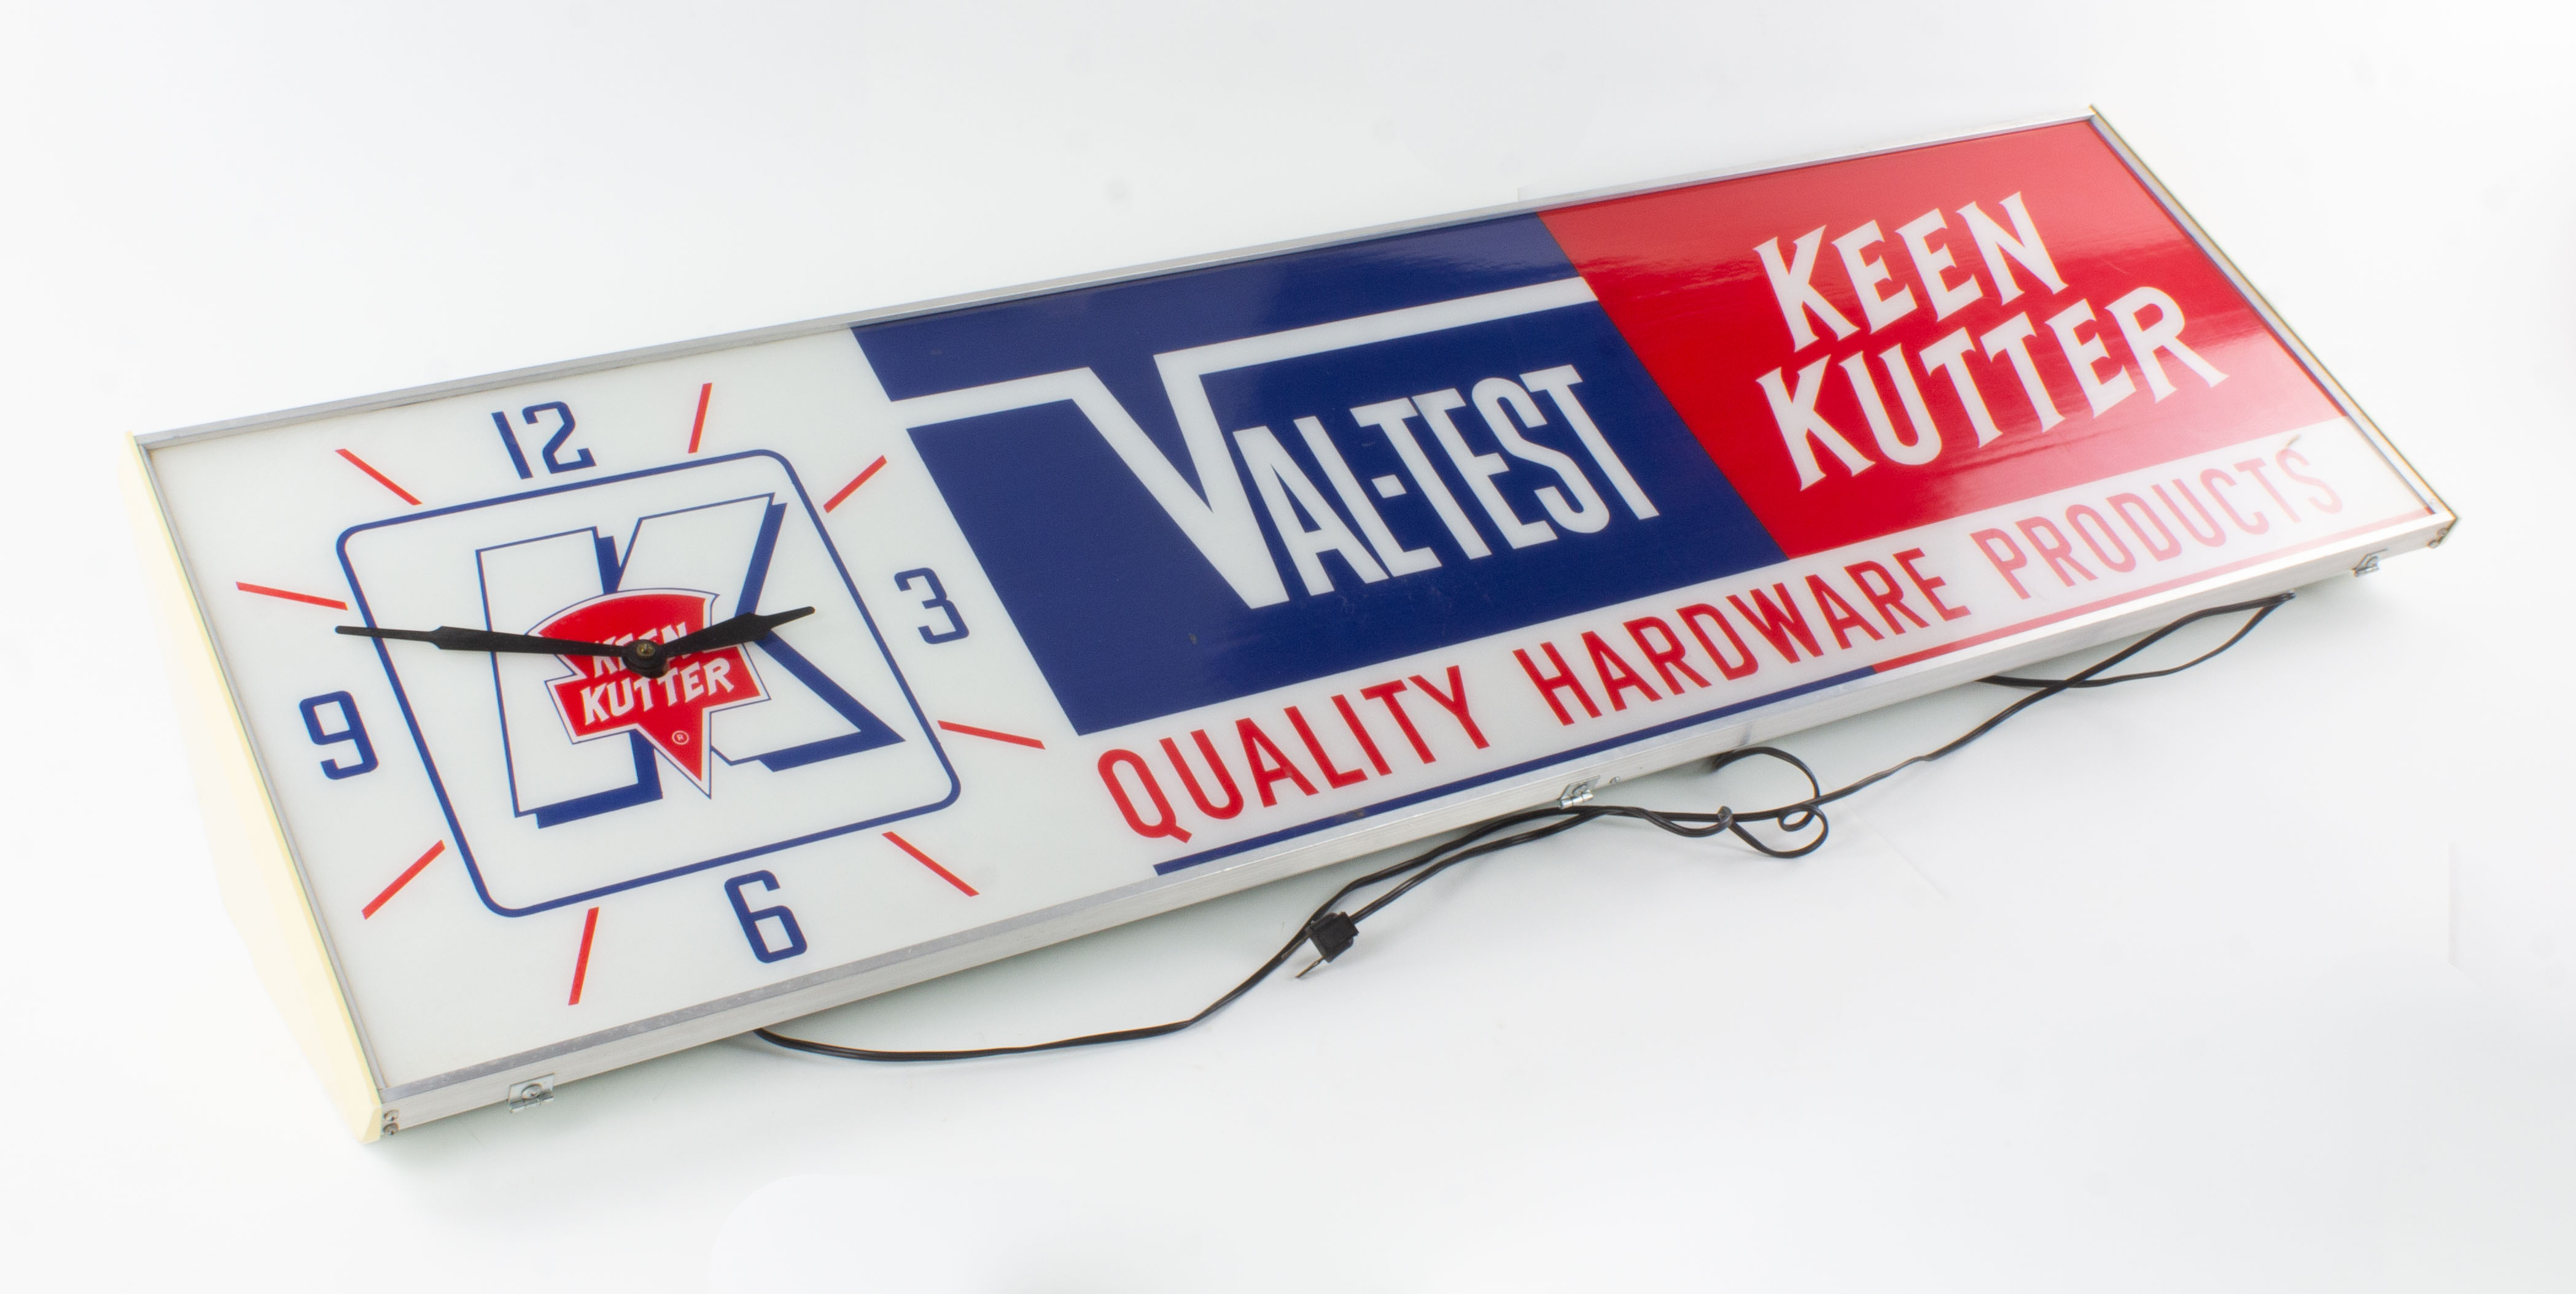 12
3
6
9
KEEN
KUTTER
®
VAL-TEST
KEEN
KUTTER
QUALITY HARDWARE PRODUCTS